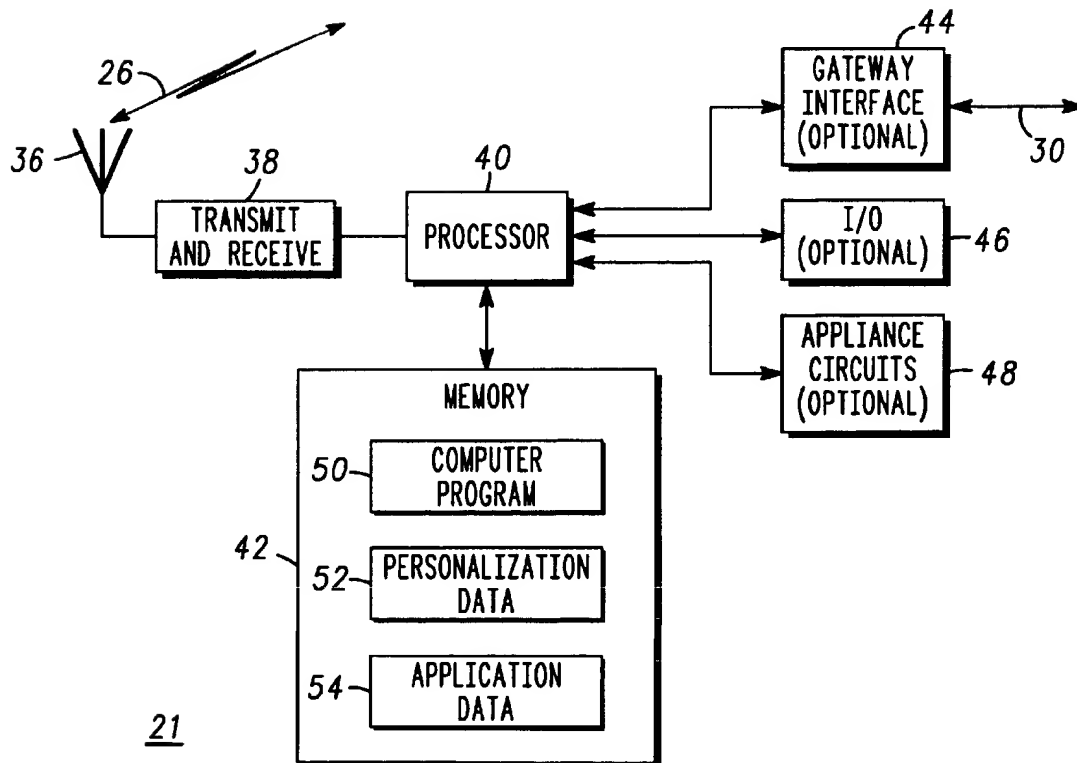 26
44
GATEWAY
INTERFACE
(OPTIONAL)
30
36
38
TRANSMIT
AND RECEIVE
40
PROCESSOR
I/O
(OPTIONAL)
46
APPLIANCE
CIRCUITS
(OPTIONAL)
48
MEMORY
50
COMPUTER
PROGRAM
42
52
PERSONALIZATION
DATA
54
APPLICATION
DATA
21